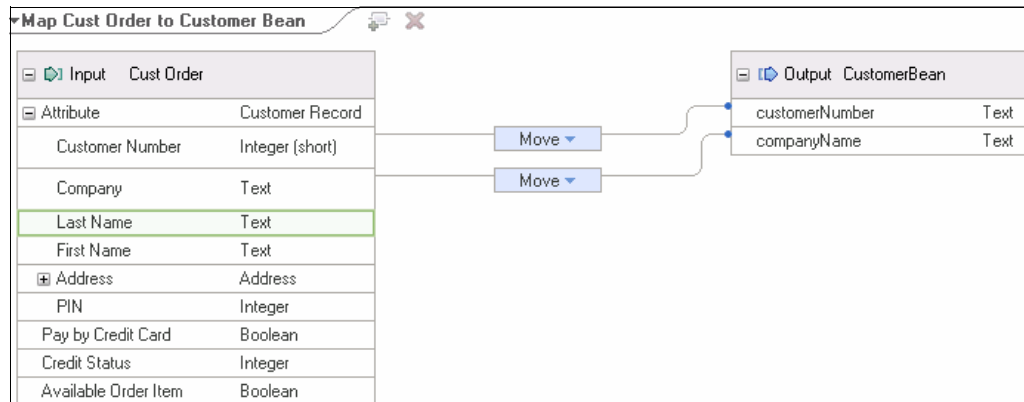 Map Cust Order to Customer Bean
Input Cust Order
Attribute Customer Record
Customer Number Integer (short)
Company Text
Last Name Text
First Name Text
Address Address
PIN Integer
Pay by Credit Card Boolean
Credit Status Integer
Available Order Item Boolean
Move
Move
Output CustomerBean
customerNumber Text
companyName Text